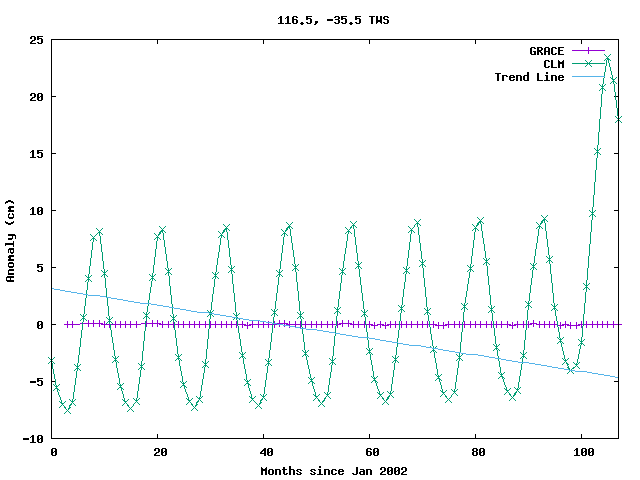 116.5, -35.5 TWS
GRACE
CLM
Trend Line
25
20
15
10
5
0
-5
-10
Anomaly (cm)
0 20 40 60 80 100
Months since Jan 2002